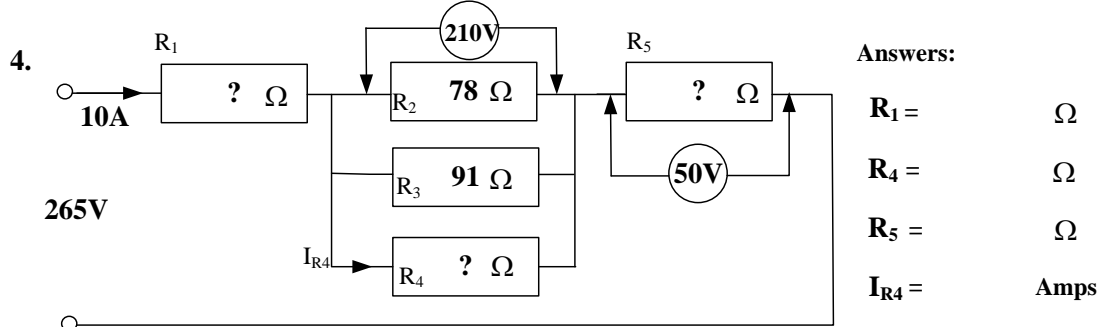 4.
R1
? Ω
10A
265V
210V
R2
78 Ω
R3
91 Ω
IR4
R4
? Ω
R5
? Ω
50V
Answers:
R1 = Ω
R4 = Ω
R5 = Ω
IR4 = Amps